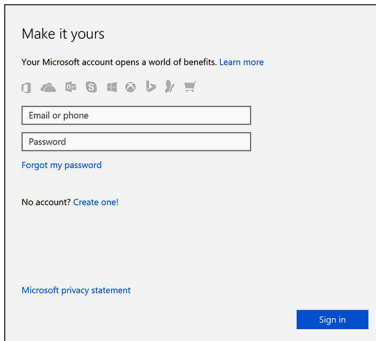 Make it yours
Your Microsoft account opens a world of benefits. Learn more
Email or phone
Password
Forgot my password
No account? Create one!
Microsoft privacy statement
Sign in